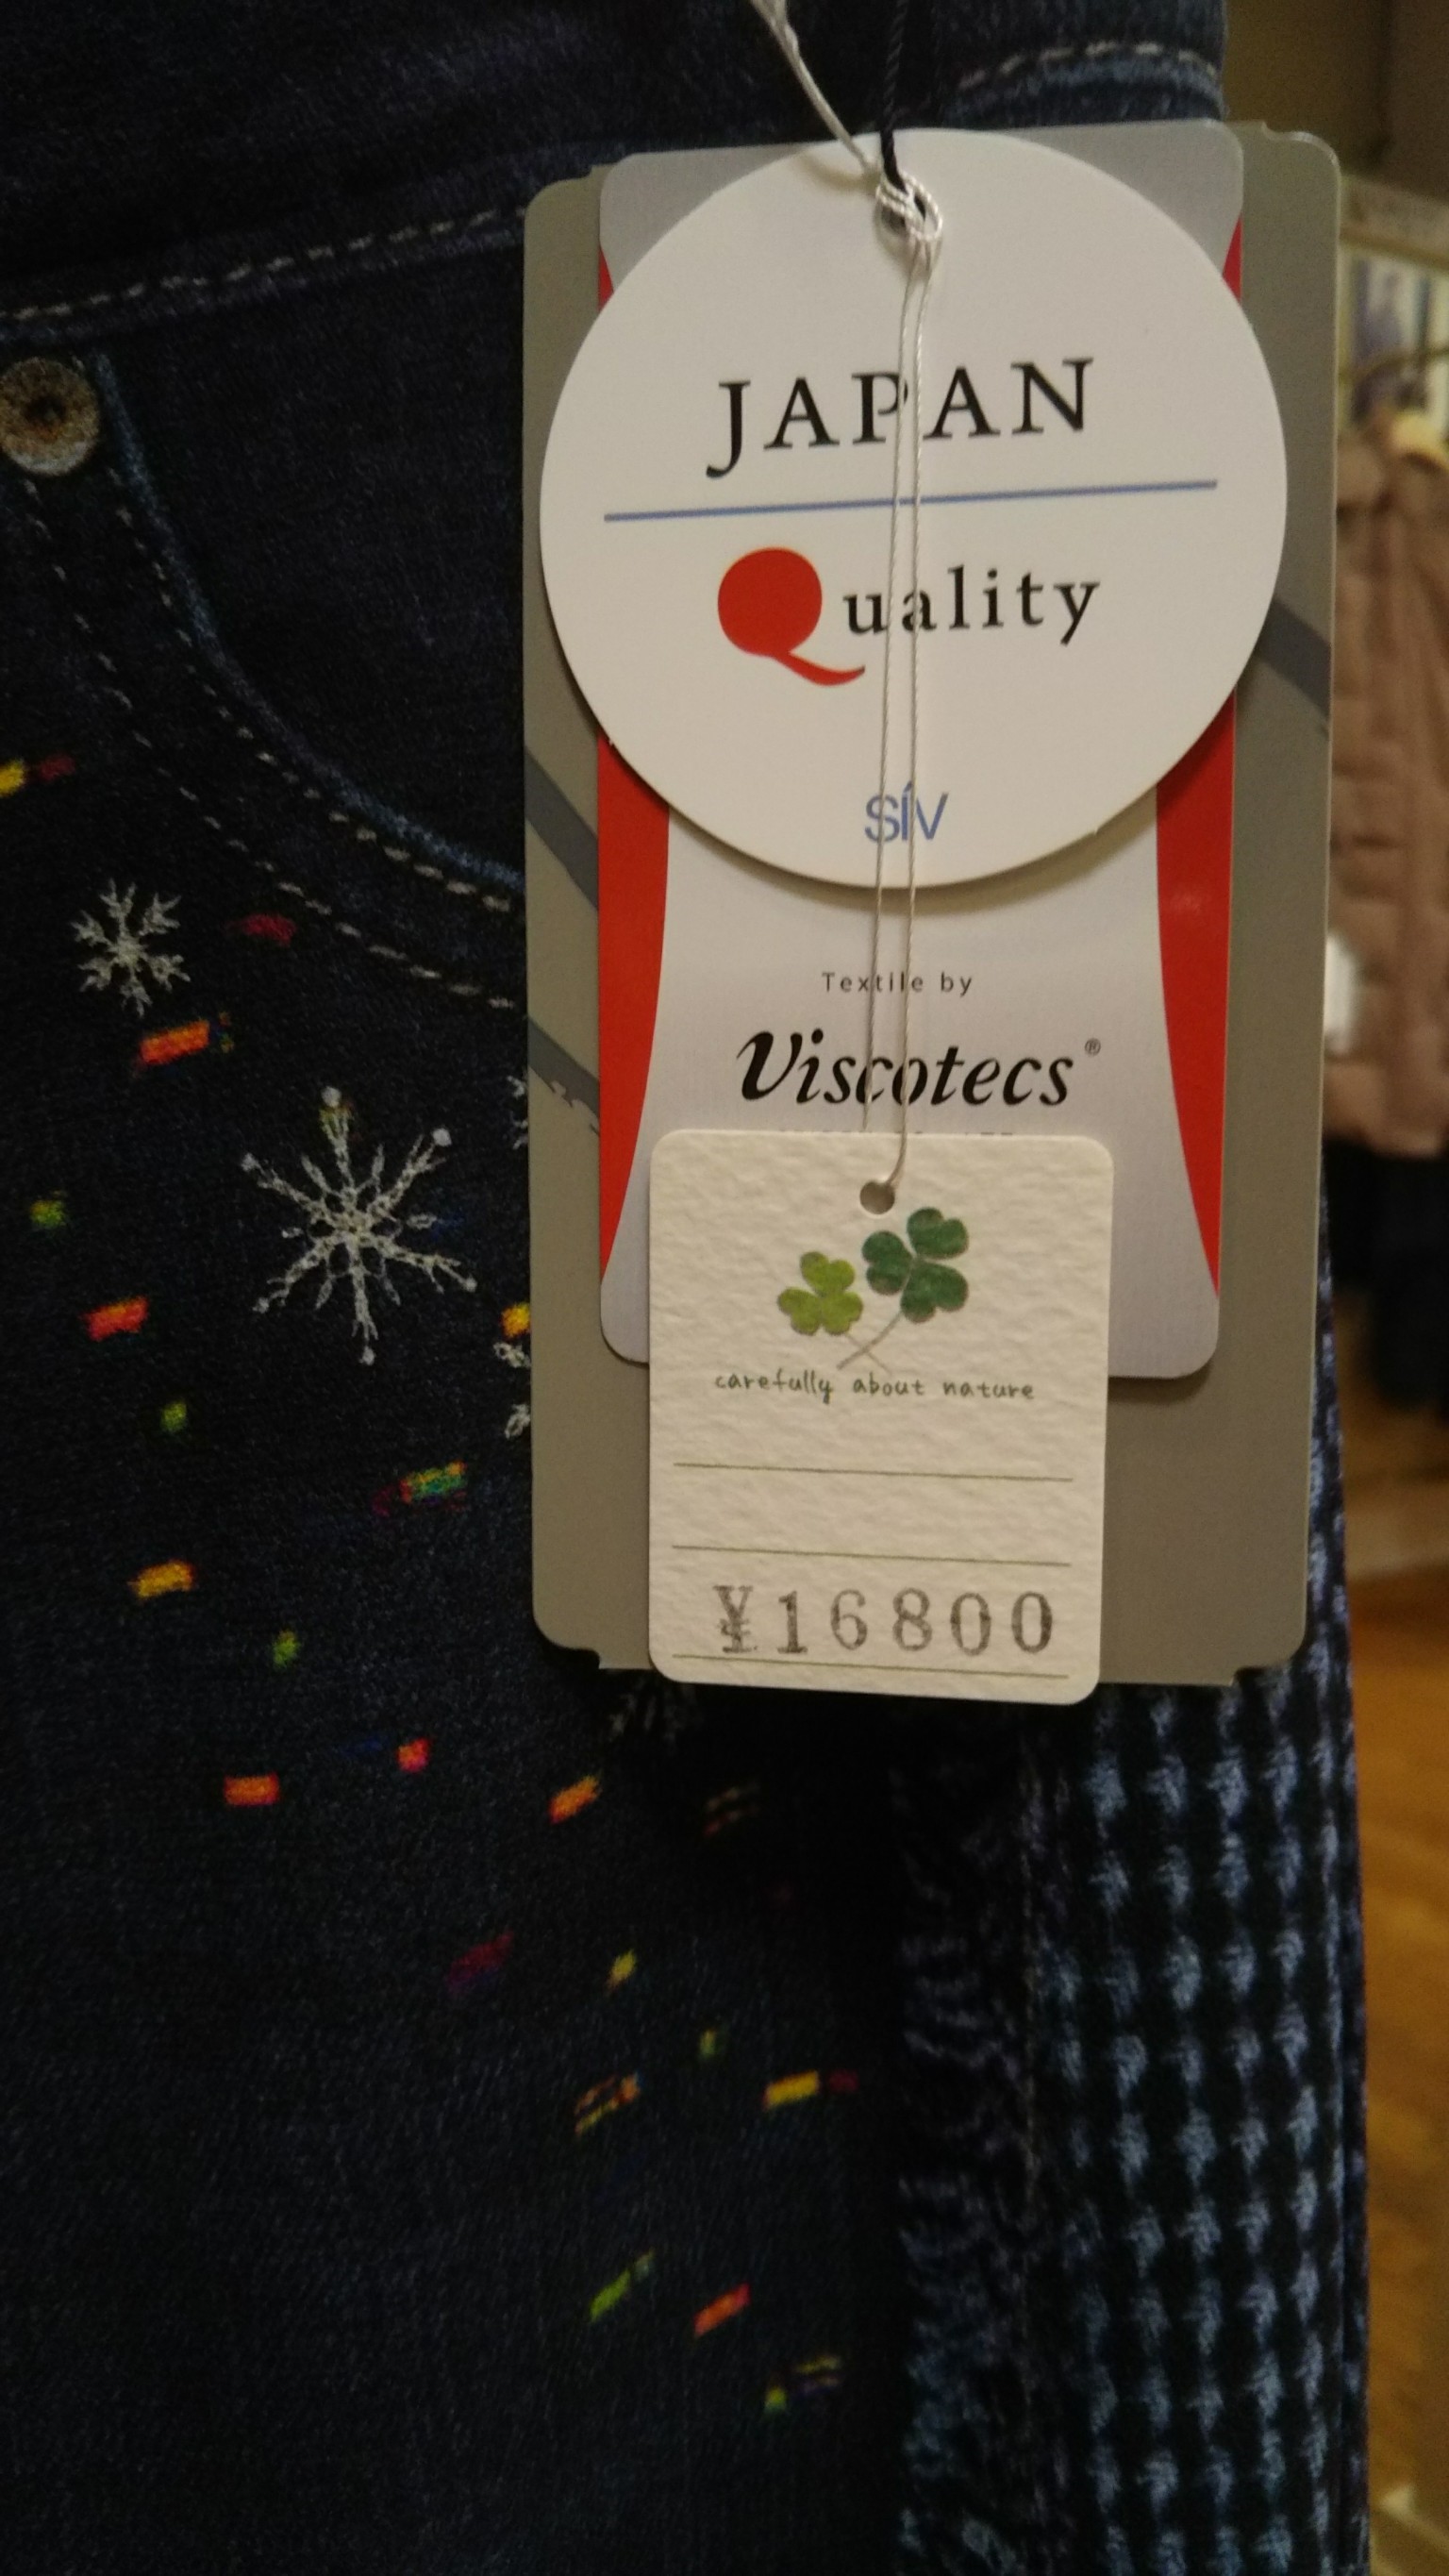 JAPAN
Quality
SÍV
Textile by
Viscotecs®
carefully about nature
¥16800